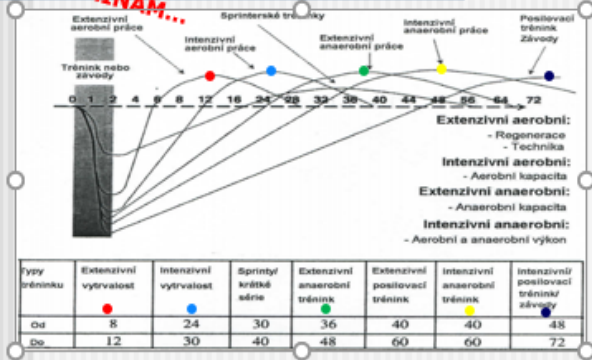 Extenzivní
aerobní práce
Intenzivní
aerobní práce
Extenzivní
anaerobní práce
Intenzivní
anaerobní práce
Posilovací
trénink
Závody
Trénink nebo
závody
0 1 2 4 6 8 12 16 24 28 32 36 40 44 48 56 64 72
Extenzivní aerobní:
- Regenerace
- Technika
Intenzivní aerobní:
- Aerobní kapacita
Extenzivní anaerobní:
- Anaerobní kapacita
Intenzivní anaerobní:
- Aerobní a anaerobní výkon
Typy tréninku
Extenzivní vytrvalost
Intenzivní vytrvalost
Sprinty/ krátké série
Extenzivní anaerobní trénink
Extenzivní posilovací trénink
Intenzivní anaerobní trénink
Intenzivní/ posilovací trénink/ závody
Od 8 24 30 36 40 40 48
Do 12 30 40 48 60 60 72